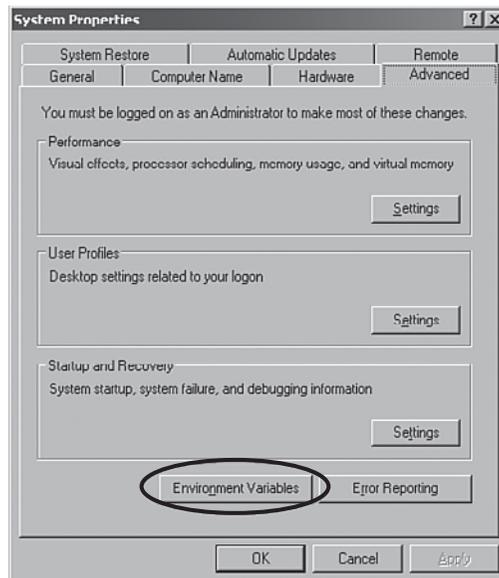 System Properties
System Restore Automatic Updates Remote
General Computer Name Hardware Advanced
You must be logged on as an Administrator to make most of these changes.
Performance
Visual effects, processor scheduling, memory usage, and virtual memory
Settings
User Profiles
Desktop settings related to your logon
Settings
Startup and Recovery
System startup, system failure, and debugging information
Settings
Environment Variables Error Reporting
OK Cancel Apply